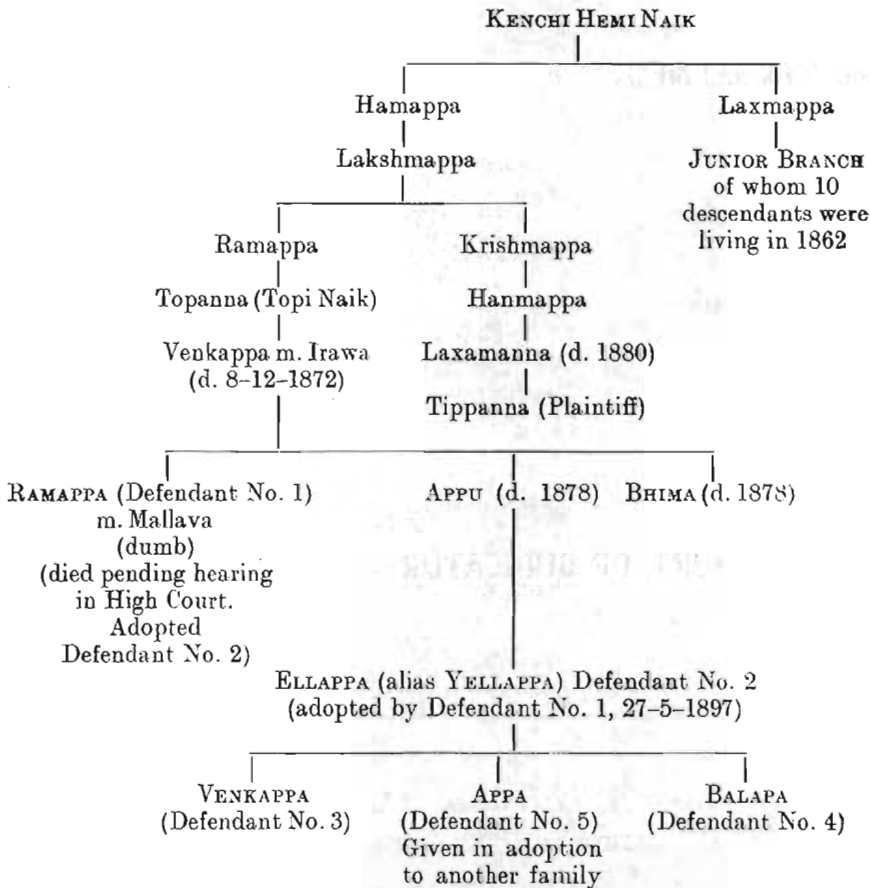 KENCHI HEMI NAIK
Hamappa
Laxmappa
Lakshmappa
JUNIOR BRANCH
of whom 10
descendants were
living in 1862
Ramappa
Krishmappa
Topanna (Topi Naik)
Hanmappa
Venkappa m. Irawa
(d. 8-12-1872)
Laxamanna (d. 1880)
Tippanna (Plaintiff)
RAMAPPA (Defendant No. 1)
m. Mallava
(dumb)
(died pending hearing
in High Court.
Adopted
Defendant No. 2)
APPU (d. 1878)
BHIMA (d. 1878)
ELLAPPA (alias YELLAPPA) Defendant No. 2
(adopted by Defendant No. 1, 27-5-1897)
VENKAPPA
(Defendant No. 3)
APPA
(Defendant No. 5)
Given in adoption
to another family
BALAPA
(Defendant No. 4)